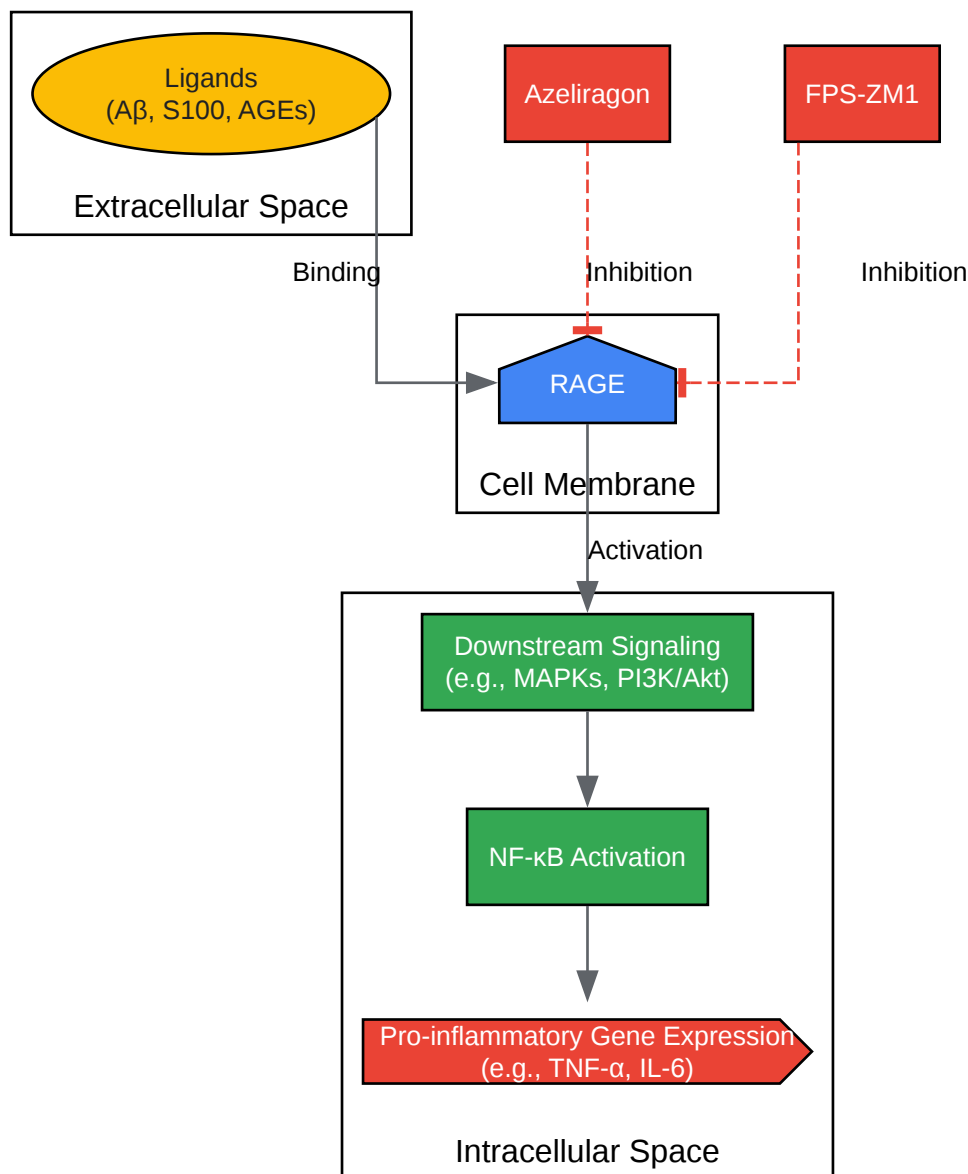 Ligands
(Aβ, S100, AGEs)
Extracellular Space
Azeliragon
FPS-ZM1
Binding
Inhibition
Inhibition
RAGE
Cell Membrane
Activation
Downstream Signaling
(e.g., MAPKs, PI3K/Akt)
NF-κB Activation
Pro-inflammatory Gene Expression
(e.g., TNF-α, IL-6)
Intracellular Space